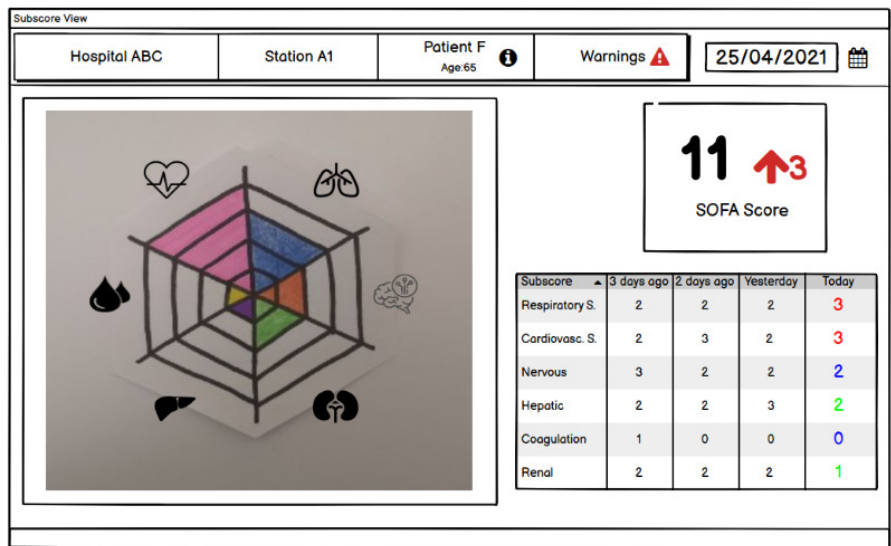 Subscore View
Hospital ABC Station A1 Patient F Warnings 25/04/2021
Age:65
11 3
SOFA Score
Subscore 3 days ago 2 days ago Yesterday Today
Respiratory S. 2 2 2 3
Cardiovasc. S. 2 3 2 3
Nervous 3 2 2 2
Hepatic 2 2 3 2
Coagulation 1 0 0 0
Renal 2 2 2 1